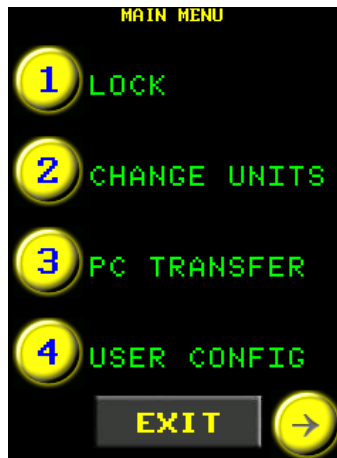 MAIN MENU
1 LOCK
2 CHANGE UNITS
3 PC TRANSFER
4 USER CONFIG
EXIT →